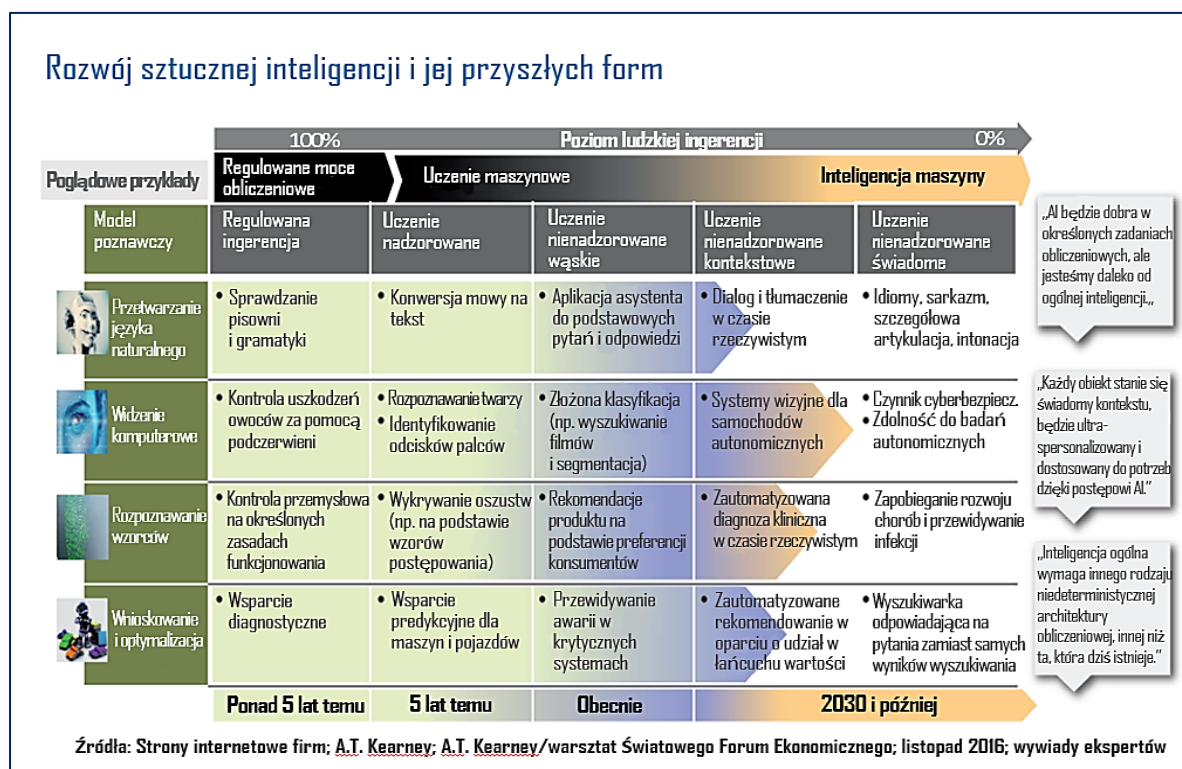 Rozwój sztucznej inteligencji i jej przyszłych form
100% Poziom ludzkiej ingerencji 0%
Poglądowe przykłady
Regulowane moce
obliczeniowe
Uczenie maszynowe
Inteligencja maszyny
Model
poznawczy
Regulowana
ingerencja
Uczenie
nadzorowane
Uczenie
nienadzorowane
wąskie
Uczenie
nienadzorowane
kontekstowe
Uczenie
nienadzorowane
świadome
Przetwarzanie
języka
naturalnego
• Sprawdzanie
pisowni
i gramatyki
• Konwersja mowy na
tekst
• Aplikacja asystenta
do podstawowych
pytań i odpowiedzi
• Dialog i tłumaczenie
w czasie
rzeczywistym
• Idiomy, sarkazm,
szczegółowa
artykulacja, intonacja
Widzenie
komputerowe
• Kontrola uszkodzeń
owoców za pomocą
podczerwieni
• Rozpoznawanie twarzy
• Identyfikowanie
odcisków palców
• Złożona klasyfikacja
(np. wyszukiwanie
filmów
i segmentacja)
• Systemy wizyjne dla
samochodów
autonomicznych
• Czynnik cyberbezpiecz.
• Zdolność do badań
autonomicznych
Rozpoznawanie
wzorców
• Kontrola przemysłowa
na określonych
zasadach
funkcjonowania
• Wykrywanie oszustw
(np. na podstawie
wzorów
postępowania)
• Rekomendacje
produktu na
podstawie preferencji
konsumentów
• Zautomatyzowana
diagnoza kliniczna
w czasie rzeczywistym
• Zapobieganie rozwoju
chorób i przewidywanie
infekcji
Wnioskowanie
i optymalizacja
• Wsparcie
diagnostyczne
• Wsparcie
predykcyjne dla
maszyn i pojazdów
• Przewidywanie
awarii w
krytycznych
systemach
• Zautomatyzowane
rekomendowanie w
oparciu o udział w
łańcuchu wartości
• Wyszukiwarka
odpowiadająca na
pytania zamiast samych
wyników wyszukiwania
Ponad 5 lat temu
5 lat temu
Obecnie
2030 i później
„AI będzie dobra w
określonych zadaniach
obliczeniowych, ale
jesteśmy daleko od
ogólnej inteligencji.„
„Każdy obiekt stanie się
świadomy kontekstu,
będzie ultra-
spersonalizowany i
dostosowany do potrzeb
dzięki postępowi AI.”
„Inteligencja ogólna
wymaga innego rodzaju
niedeterministycznej
architektury
obliczeniowej, innej niż
ta, która dziś istnieje.”
Źródła: Strony internetowe firm; A.T. Kearney; A.T. Kearney/warsztat Światowego Forum Ekonomicznego; listopad 2016; wywiady ekspertów